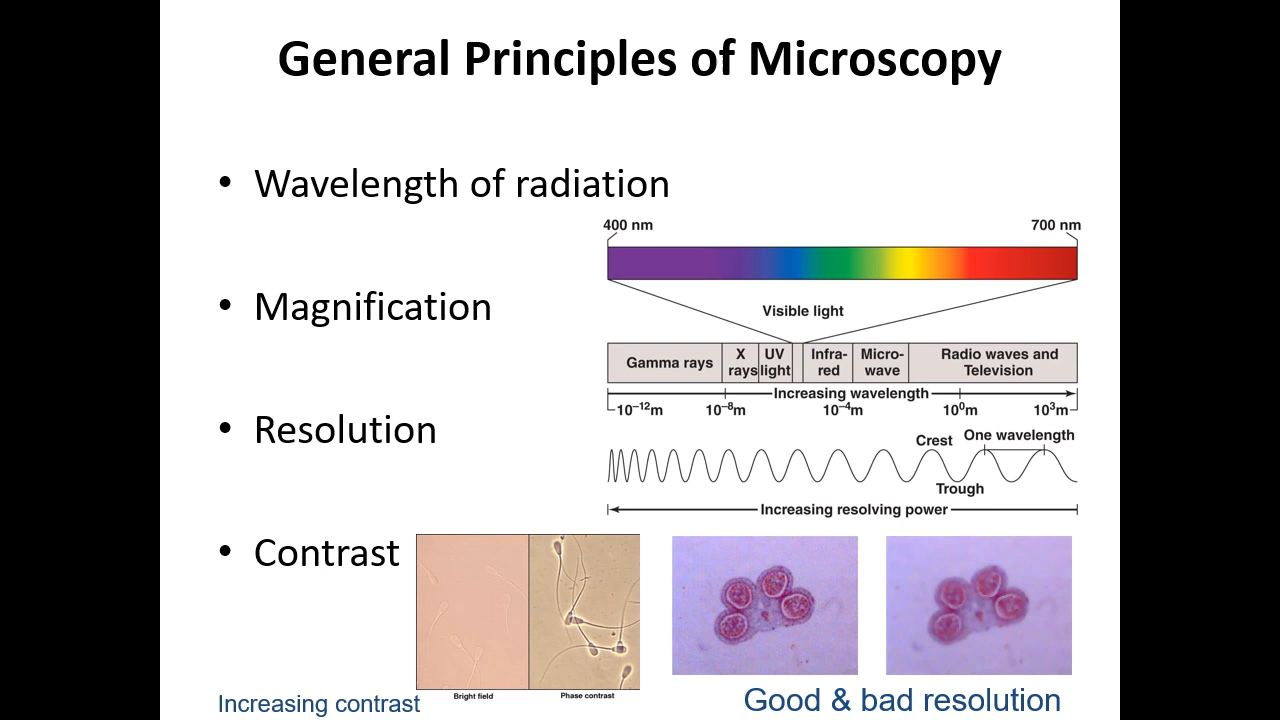 General Principles of Microscopy
• Wavelength of radiation
400 nm 700 nm
Visible light
• Magnification
Gamma rays X rays UV light Infra-red Micro-wave Radio waves and Television
Increasing wavelength
10⁻¹²m 10⁻⁸m 10⁻⁴m 10⁰m 10³m
• Resolution
Crest One wavelength
Trough
Increasing resolving power
• Contrast
Bright field Phase contrast
Increasing contrast
Good & bad resolution